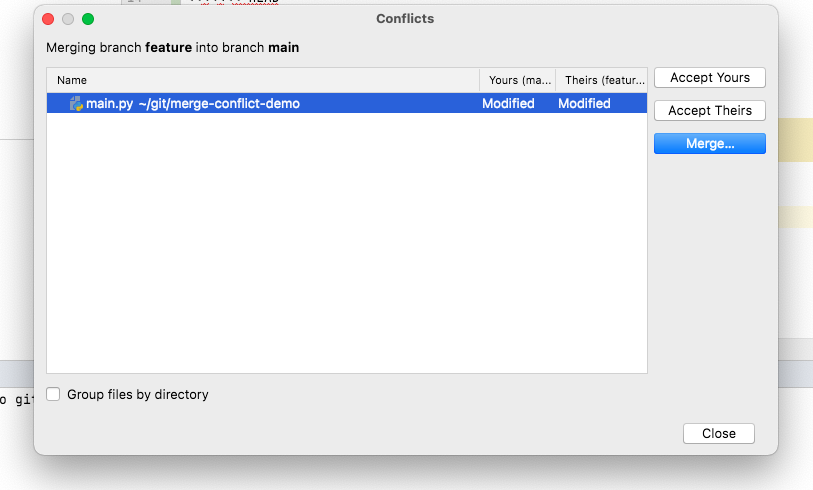 Conflicts
Merging branch feature into branch main
Name Yours (ma... Theirs (featur...
main.py ~/git/merge-conflict-demo Modified Modified
Accept Yours
Accept Theirs
Merge...
Group files by directory
o git
Close